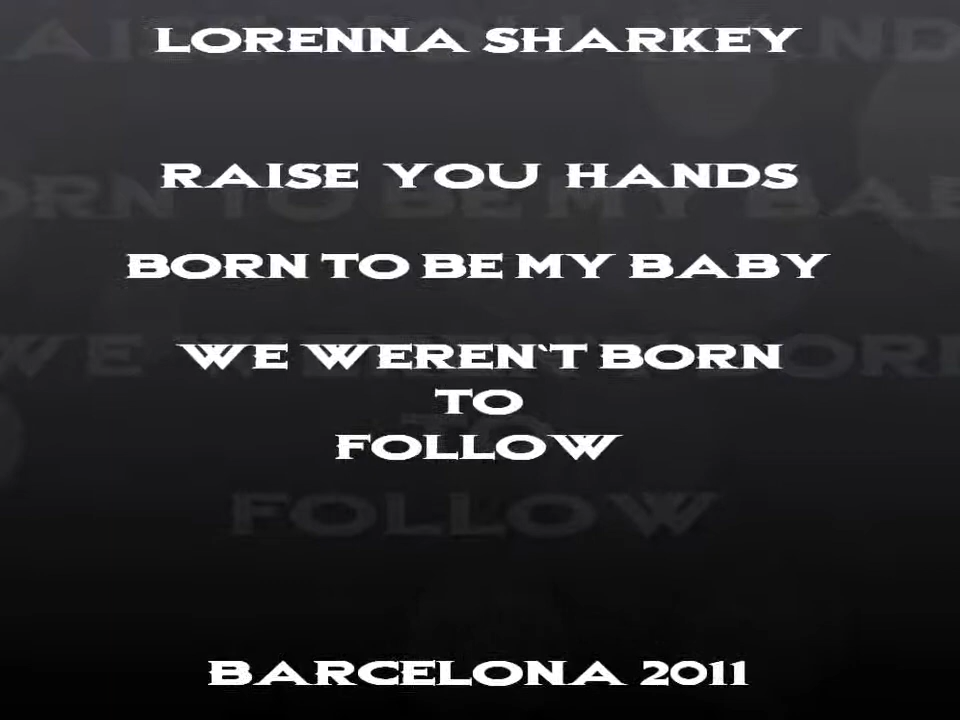 LORENNA SHARKEY
RAISE YOU HANDS
BORN TO BE MY BABY
WE WEREN`T BORN
TO
FOLLOW
BARCELONA 2011